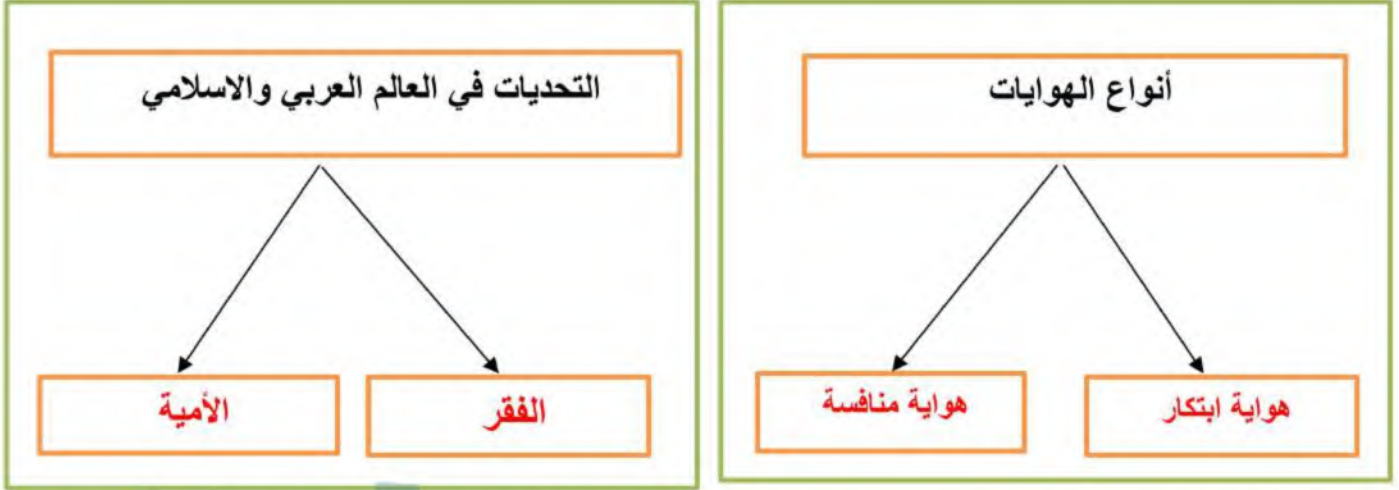 أنواع الهوايات
هواية ابتكار
هواية منافسة
التحديات في العالم العربي والاسلامي
الفقر
الأمية